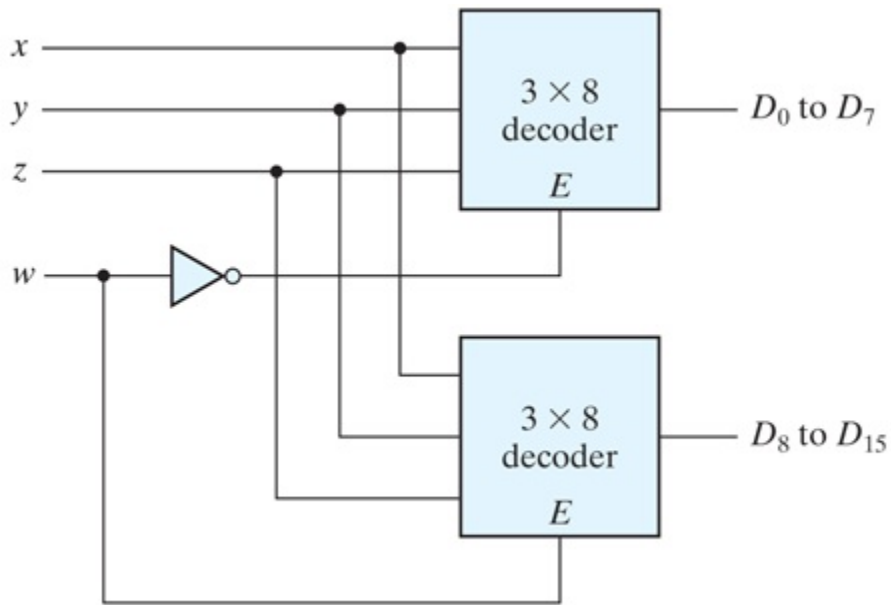 x
y
z
w
3 × 8
decoder
E
D₀ to D₇
3 × 8
decoder
E
D₈ to D₁₅